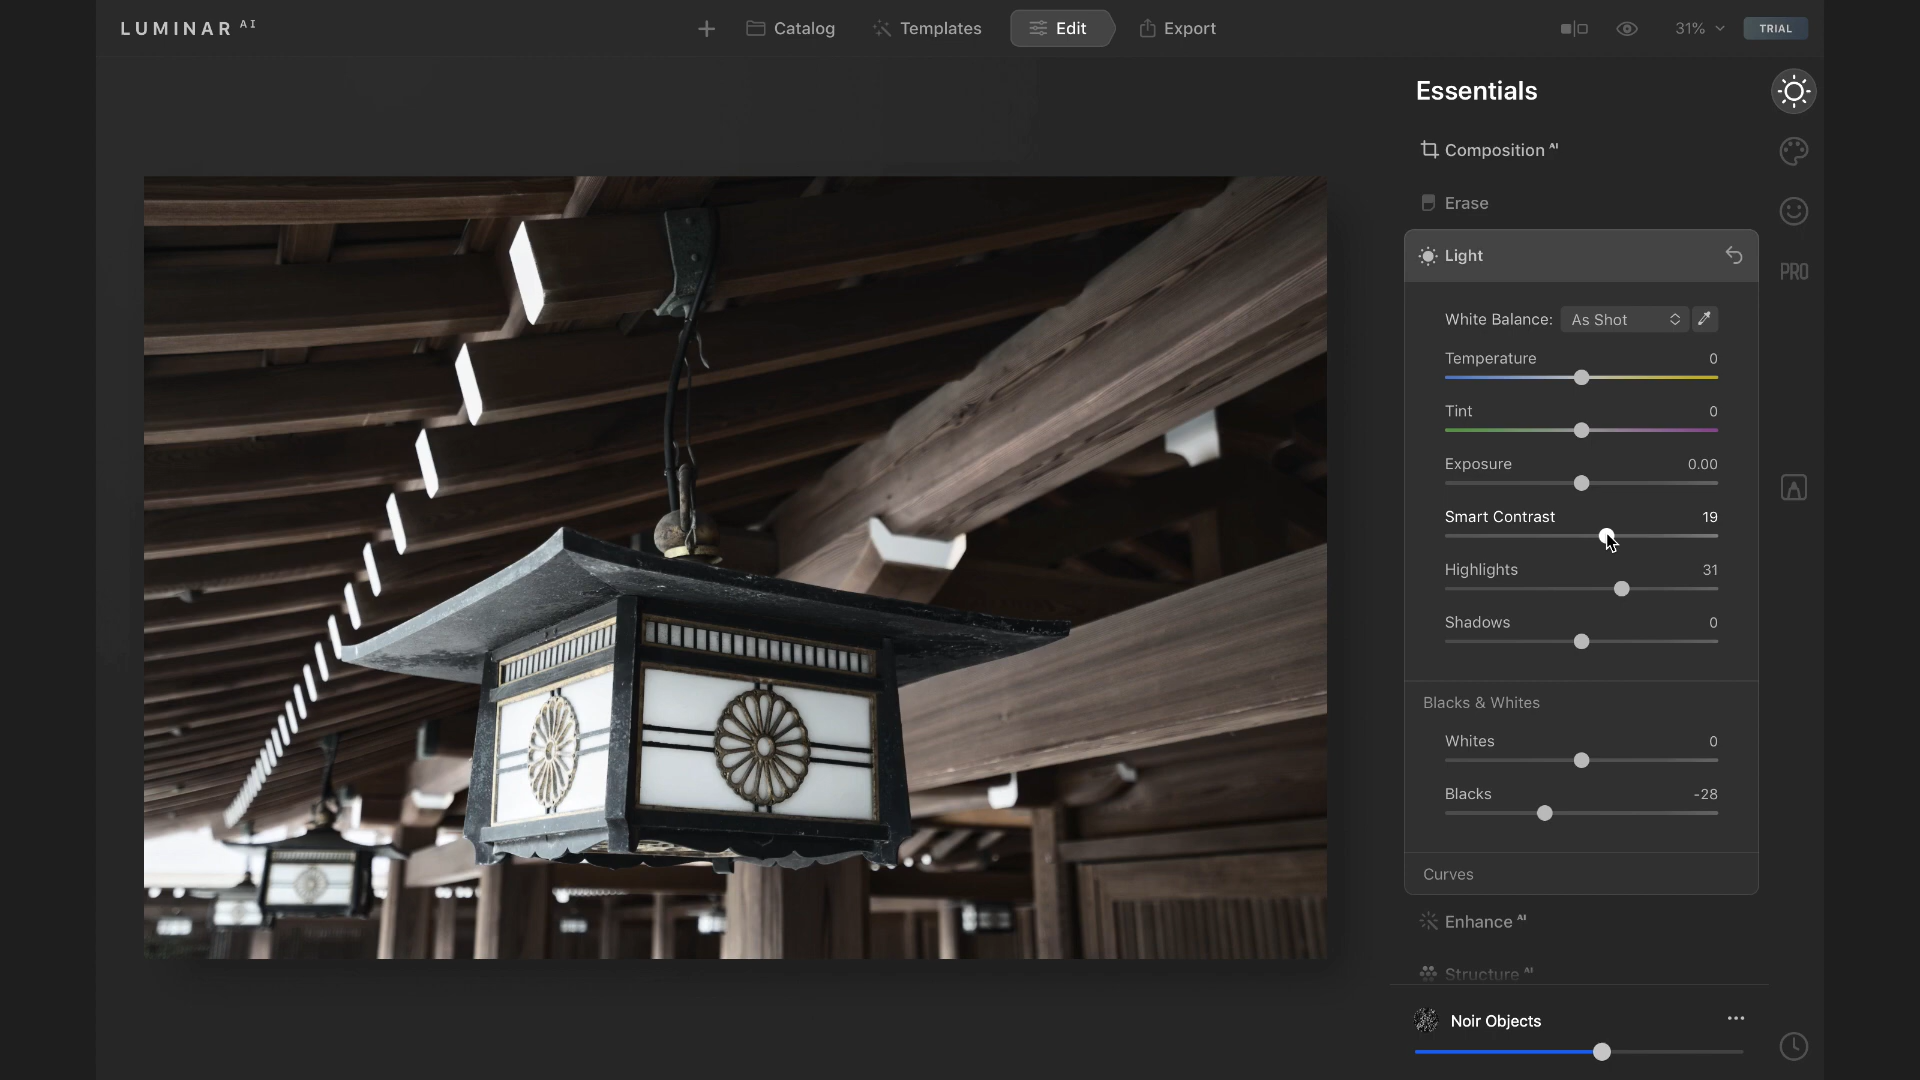 LUMINAR AI
Catalog
Templates
Edit
Export
31%
TRIAL
Essentials
Composition AI
Erase
Light
White Balance: As Shot
Temperature 0
Tint 0
Exposure 0.00
Smart Contrast 19
Highlights 31
Shadows 0
Blacks & Whites
Whites 0
Blacks -28
Curves
Enhance AI
Structure AI
Noir Objects
PRO